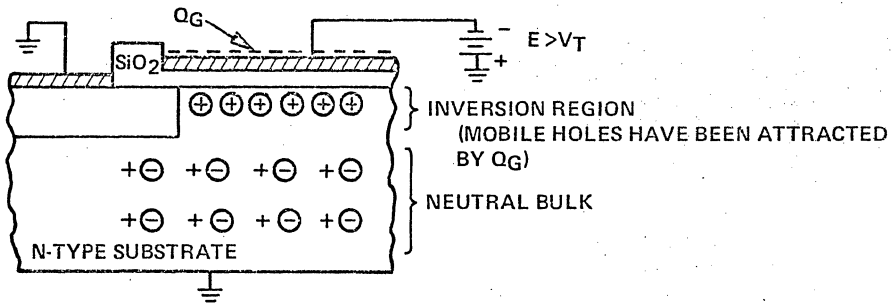 QG
E>VT
SiO2
INVERSION REGION
(MOBILE HOLES HAVE BEEN ATTRACTED
BY QG)
NEUTRAL BULK
N-TYPE SUBSTRATE